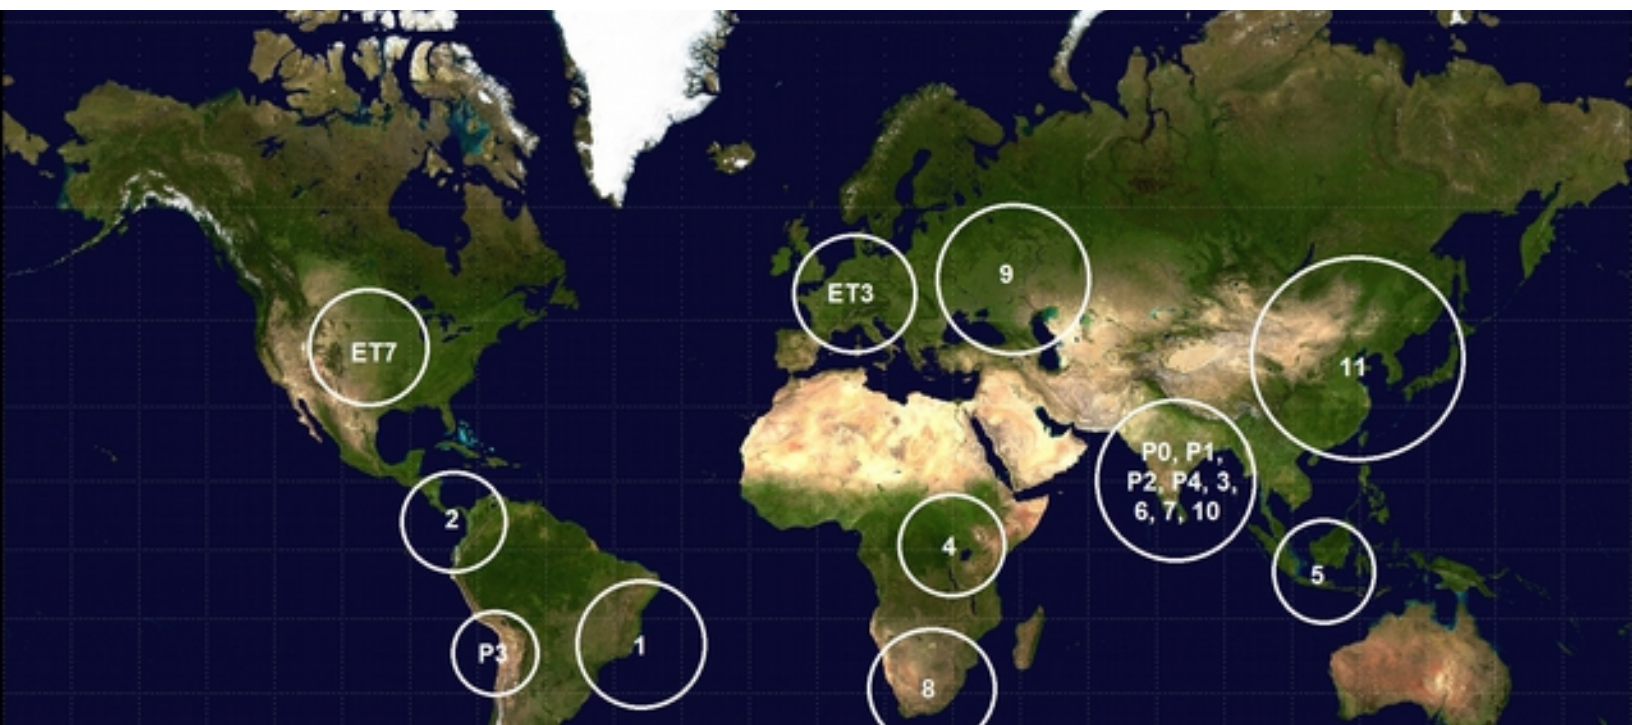 9
ET3
ET7
11
P0, P1,
P2, P4, 3,
6, 7, 10
2
4
5
P3
1
8